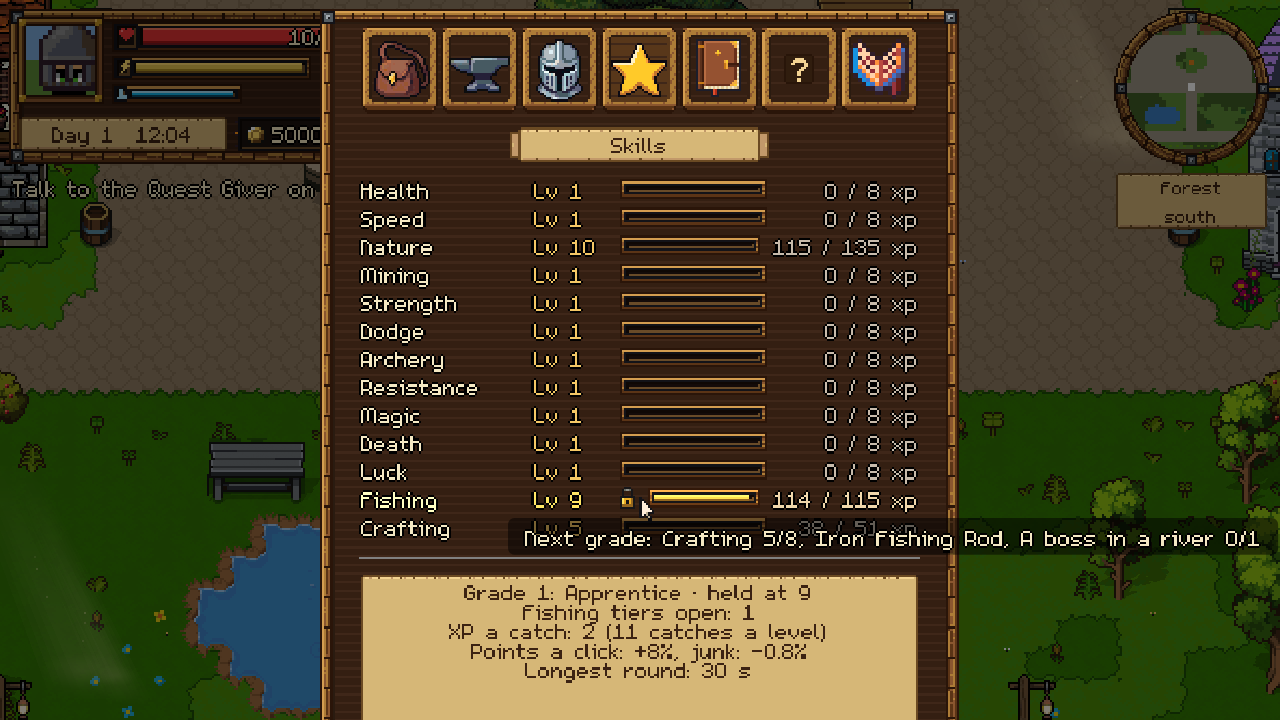 10
Day 1 12:04
5000
Talk to the Quest Giver on
?
Forest
south
Skills
Health Lv 1 0 / 8 xp
Speed Lv 1 0 / 8 xp
Nature Lv 10 115 / 135 xp
Mining Lv 1 0 / 8 xp
Strength Lv 1 0 / 8 xp
Dodge Lv 1 0 / 8 xp
Archery Lv 1 0 / 8 xp
Resistance Lv 1 0 / 8 xp
Magic Lv 1 0 / 8 xp
Death Lv 1 0 / 8 xp
Luck Lv 1 0 / 8 xp
Fishing Lv 9 114 / 115 xp
Crafting Lv 5 38 / 51 xp
Next grade: Crafting 5/8, Iron Fishing Rod, A boss in a river 0/1
Grade 1: Apprentice · held at 9
Fishing tiers open: 1
XP a catch: 2 (11 catches a level)
Points a click: +8%, junk: -0.8%
Longest round: 30 s